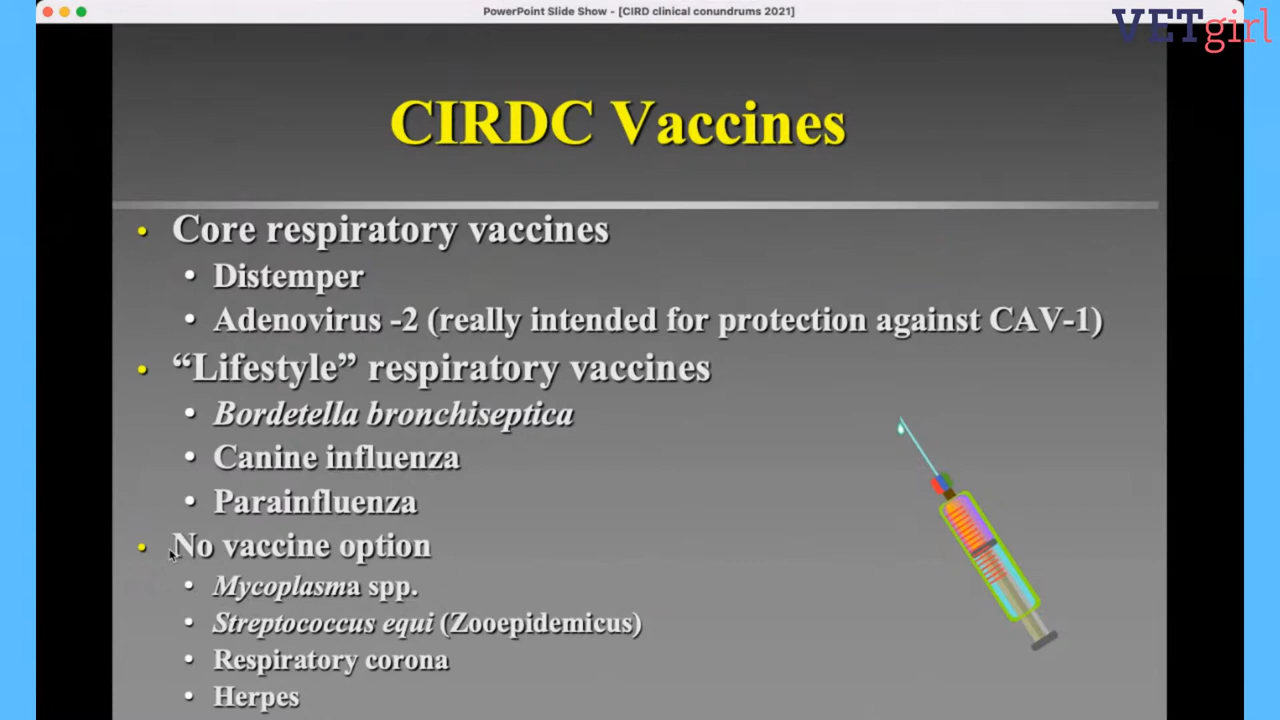 PowerPoint Slide Show - [CIRD clinical conundrums 2021]
VETgirl
CIRDC Vaccines
• Core respiratory vaccines
• Distemper
• Adenovirus -2 (really intended for protection against CAV-1)
• “Lifestyle” respiratory vaccines
• Bordetella bronchiseptica
• Canine influenza
• Parainfluenza
• No vaccine option
• Mycoplasma spp.
• Streptococcus equi (Zooepidemicus)
• Respiratory corona
• Herpes